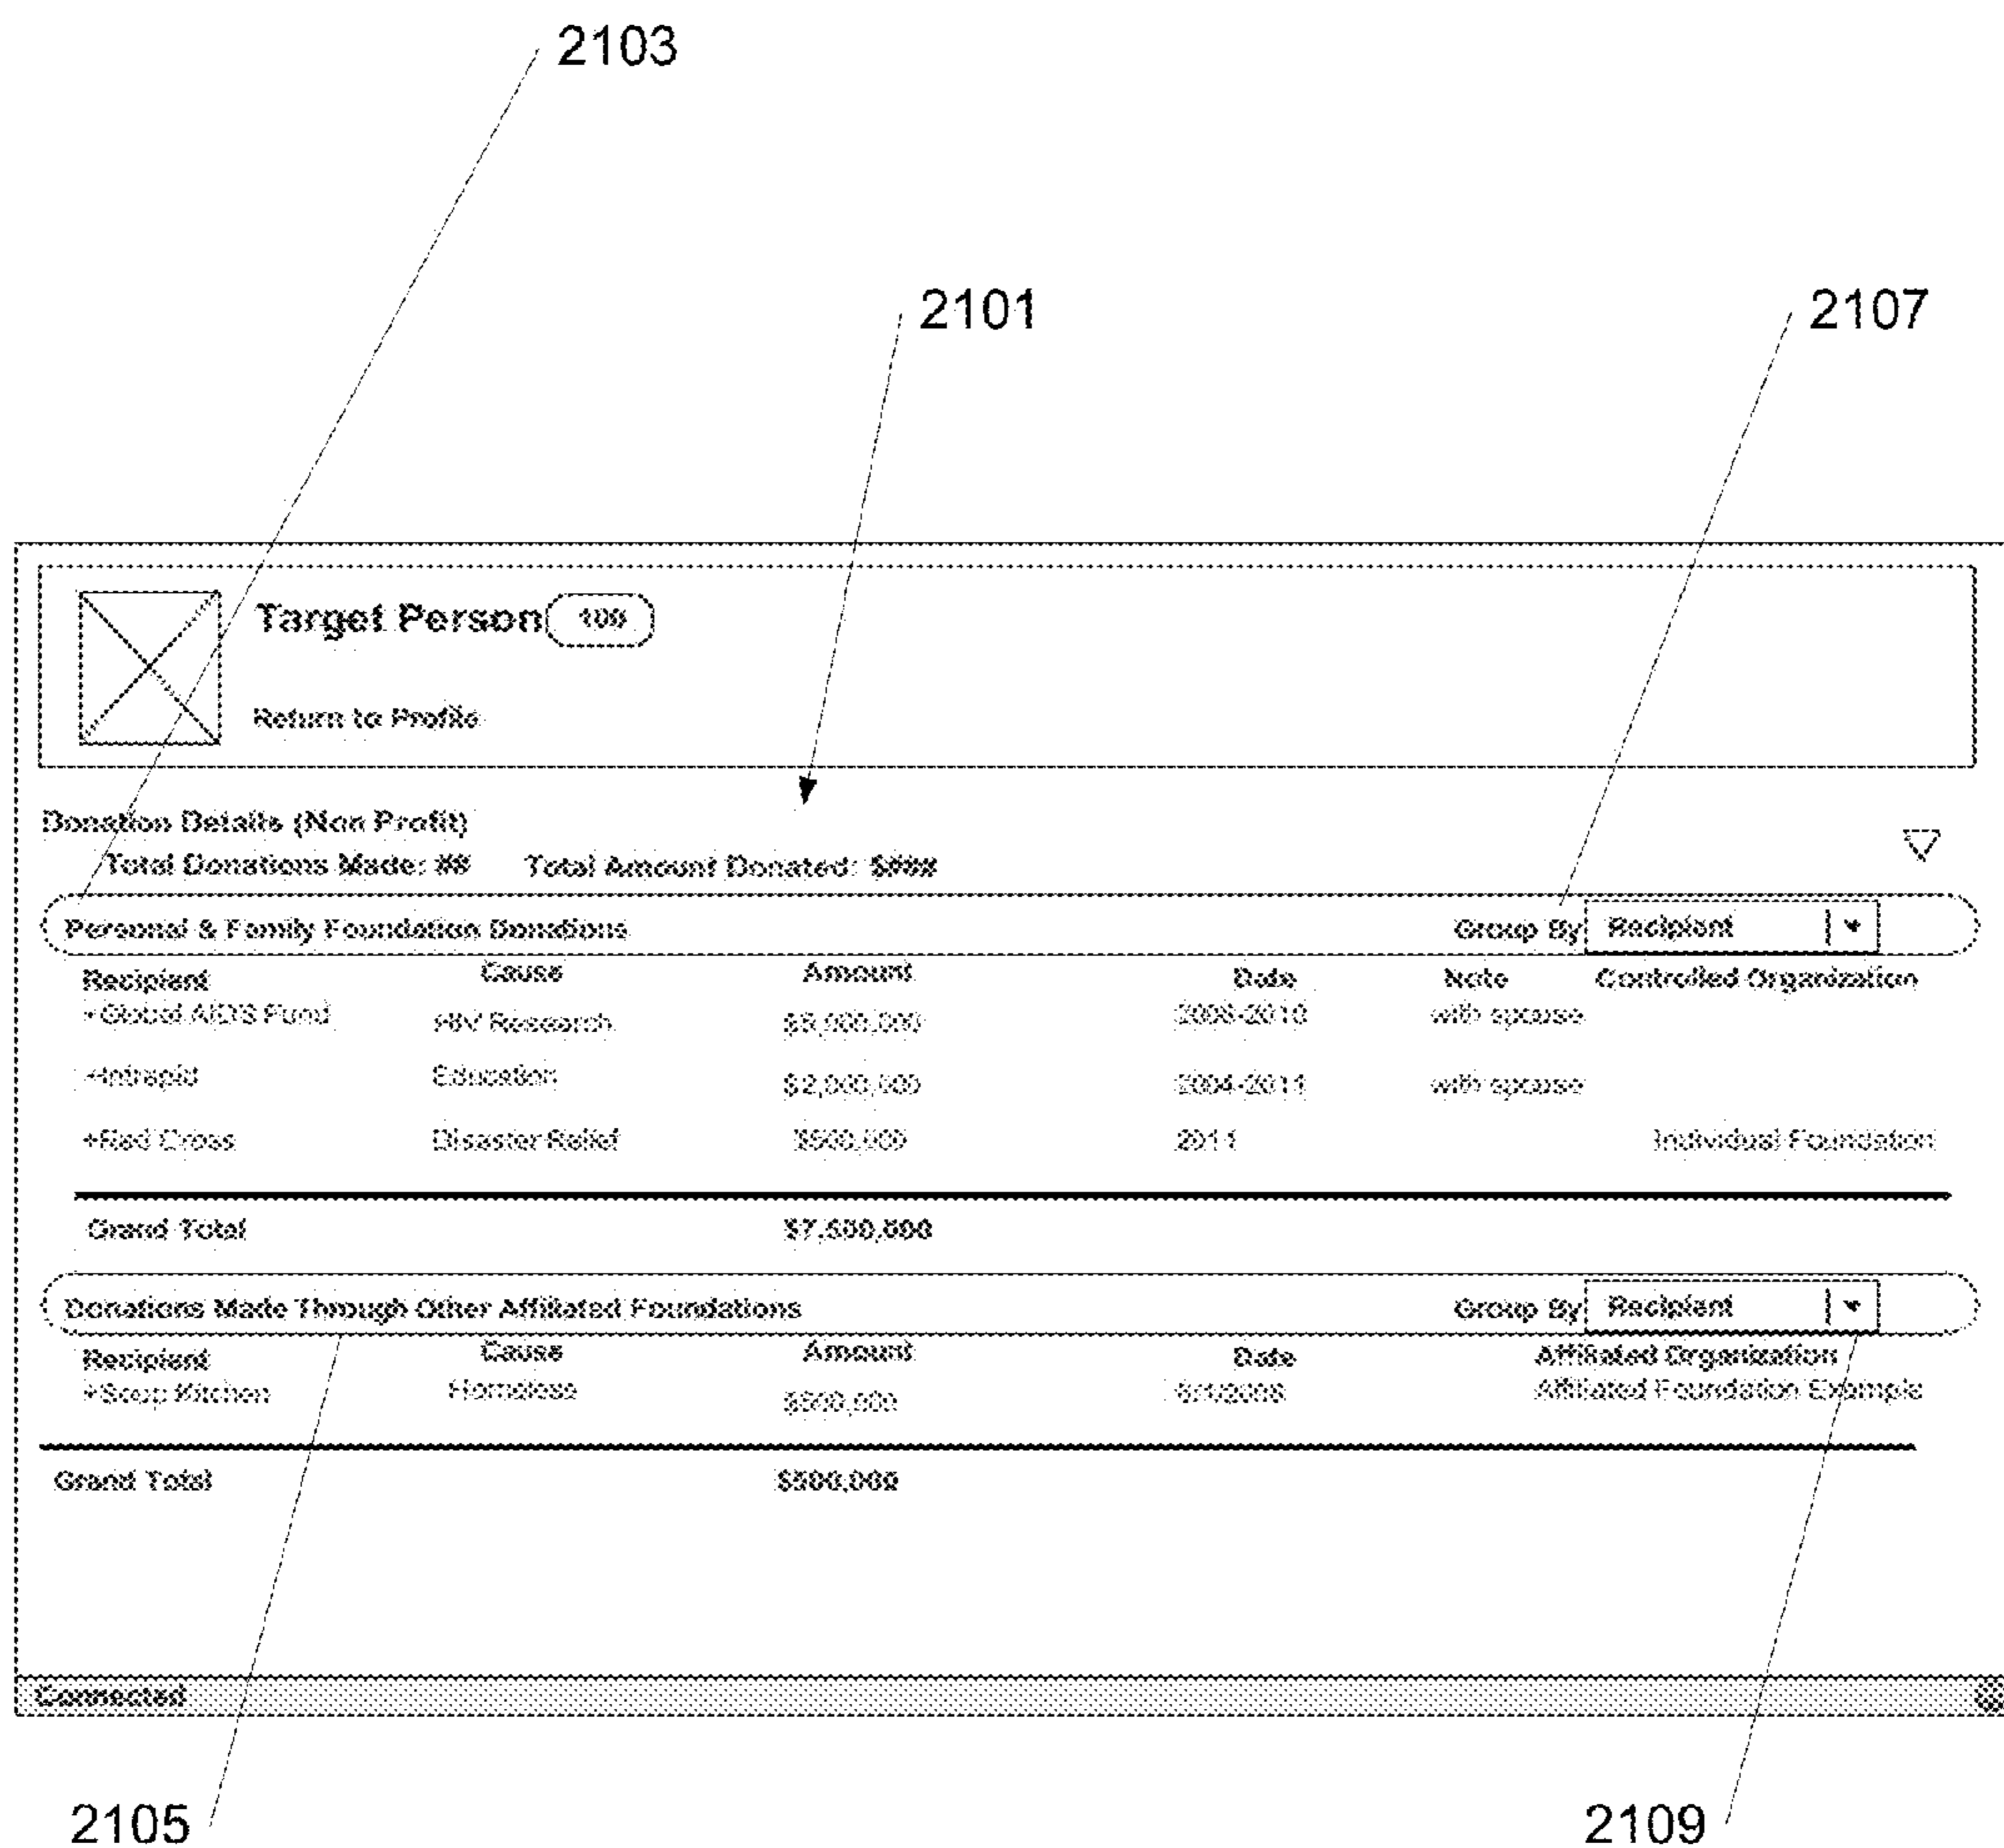 2103
2101
2107
Target Person 100
Return to Profile
Donation Details (Non Profit)
Total Donations Made: ## Total Amount Donated: $###
Personal & Family Foundation Donations Group By Recipient
Recipient Cause Amount Date Note Controlled Organization
+Global AIDS Fund HIV Research $5,000,000 2008-2010 with spouse
+Intrepid Education $2,000,000 2004-2011 with spouse
+Red Cross Disaster Relief $500,000 2011 Individual Foundation
Grand Total $7,500,000
Donations Made Through Other Affiliated Foundations Group By Recipient
Recipient Cause Amount Date Affiliated Organization
+Soup Kitchen Homeless $500,000 Affiliated Foundation Example
Grand Total $500,000
Connected
2105
2109